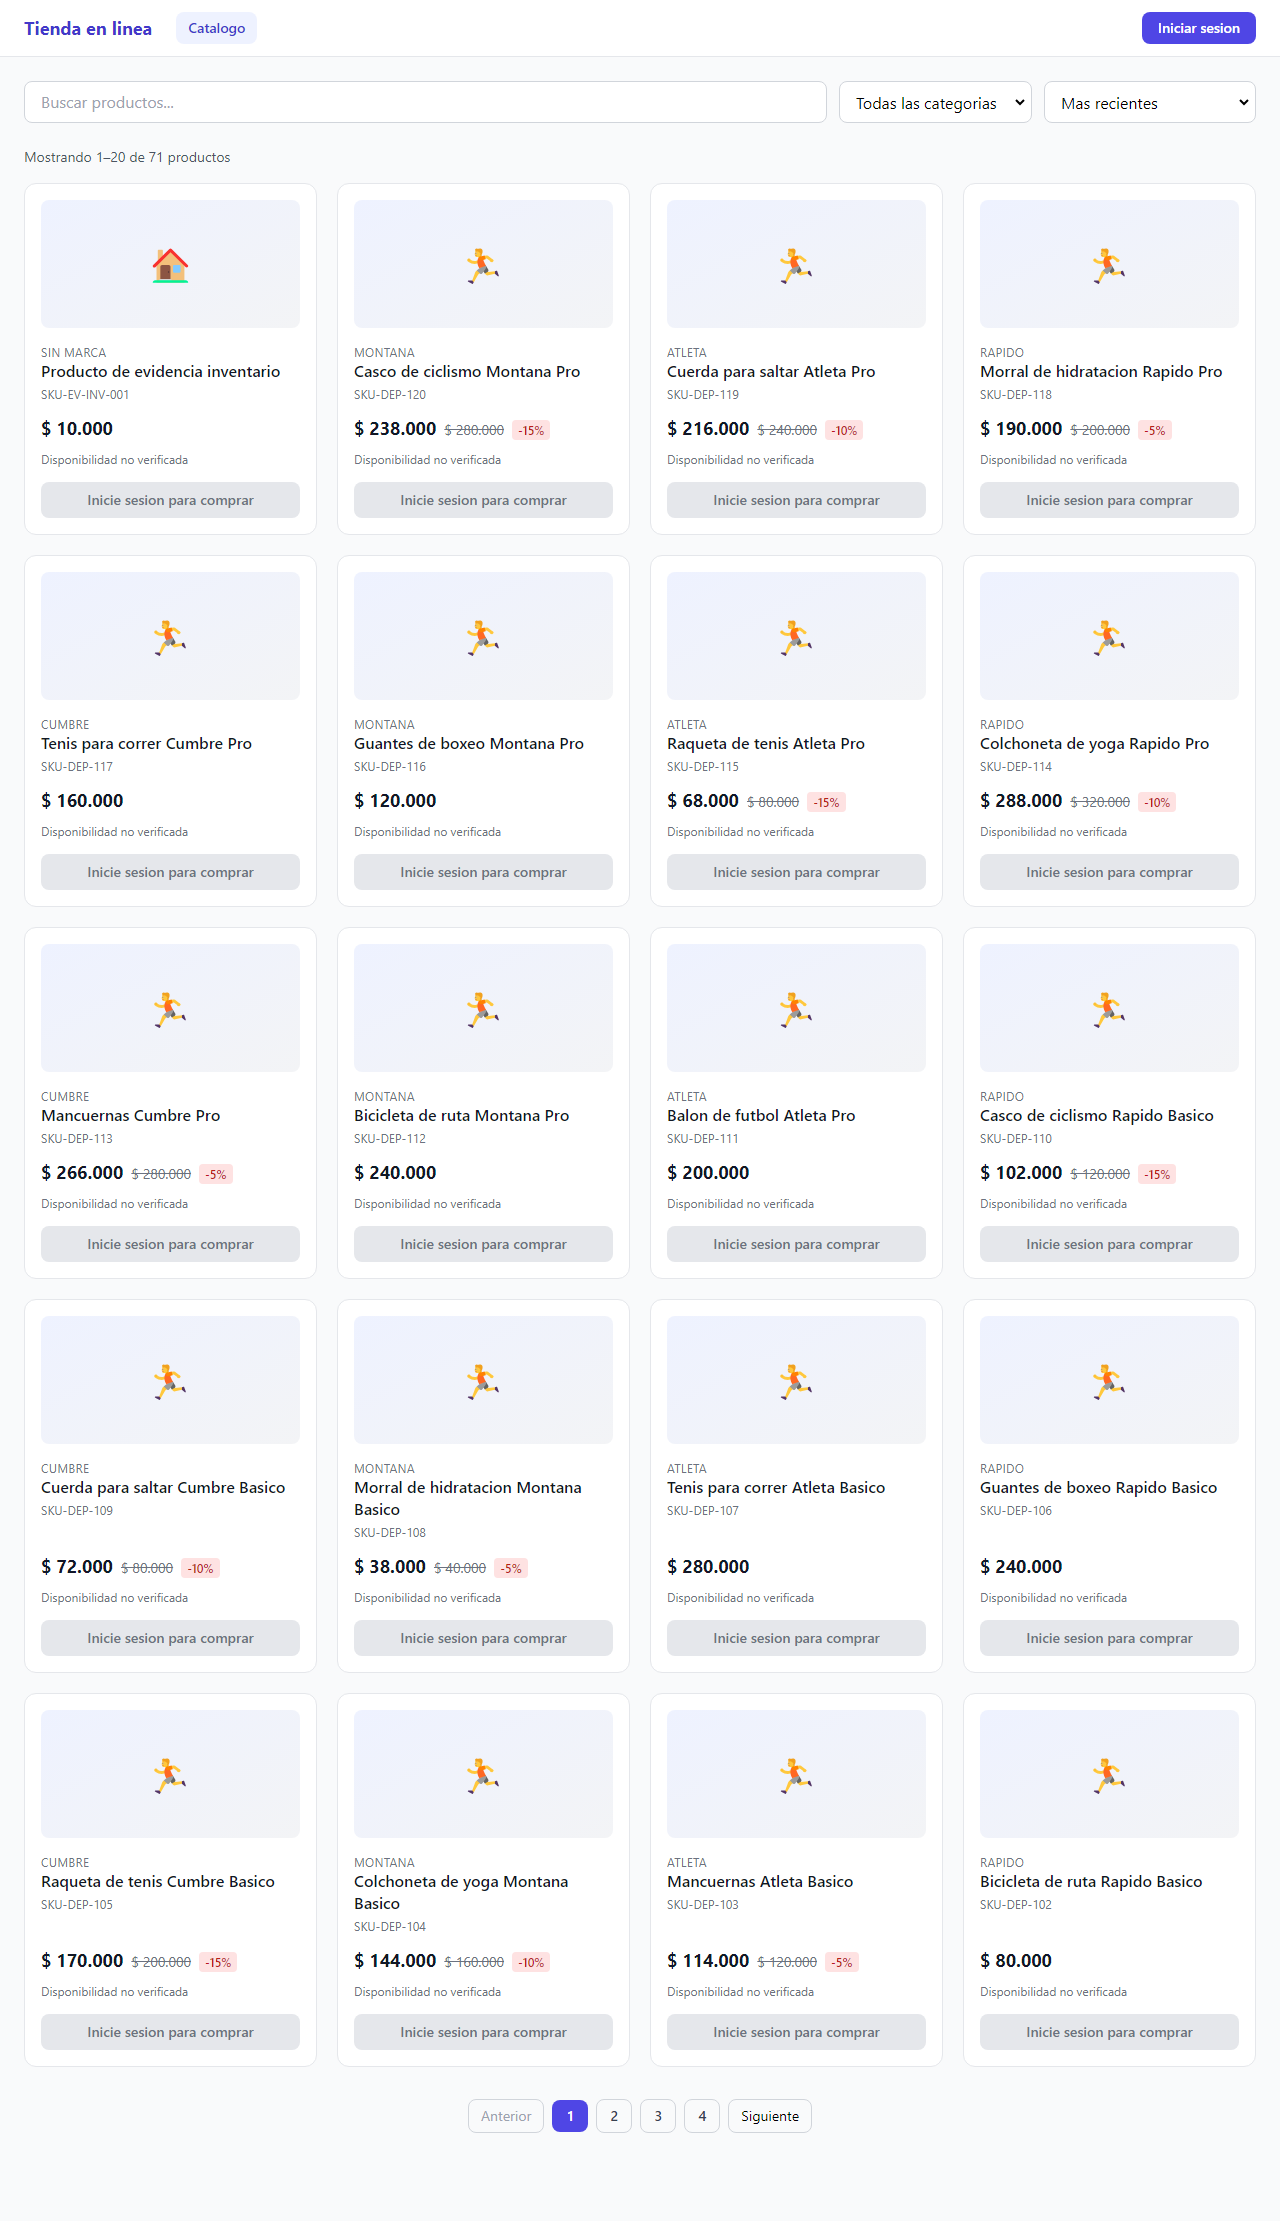 Tienda en linea
Catalogo
Iniciar sesion
Buscar productos...
Todas las categorias
Mas recientes
Mostrando 1–20 de 71 productos
SIN MARCA
Producto de evidencia inventario
SKU-EV-INV-001
$ 10.000
Disponibilidad no verificada
Inicie sesion para comprar
MONTANA
Casco de ciclismo Montana Pro
SKU-DEP-120
$ 238.000 $ 280.000 -15%
Disponibilidad no verificada
Inicie sesion para comprar
ATLETA
Cuerda para saltar Atleta Pro
SKU-DEP-119
$ 216.000 $ 240.000 -10%
Disponibilidad no verificada
Inicie sesion para comprar
RAPIDO
Morral de hidratacion Rapido Pro
SKU-DEP-118
$ 190.000 $ 200.000 -5%
Disponibilidad no verificada
Inicie sesion para comprar
CUMBRE
Tenis para correr Cumbre Pro
SKU-DEP-117
$ 160.000
Disponibilidad no verificada
Inicie sesion para comprar
MONTANA
Guantes de boxeo Montana Pro
SKU-DEP-116
$ 120.000
Disponibilidad no verificada
Inicie sesion para comprar
ATLETA
Raqueta de tenis Atleta Pro
SKU-DEP-115
$ 68.000 $ 80.000 -15%
Disponibilidad no verificada
Inicie sesion para comprar
RAPIDO
Colchoneta de yoga Rapido Pro
SKU-DEP-114
$ 288.000 $ 320.000 -10%
Disponibilidad no verificada
Inicie sesion para comprar
CUMBRE
Mancuernas Cumbre Pro
SKU-DEP-113
$ 266.000 $ 280.000 -5%
Disponibilidad no verificada
Inicie sesion para comprar
MONTANA
Bicicleta de ruta Montana Pro
SKU-DEP-112
$ 240.000
Disponibilidad no verificada
Inicie sesion para comprar
ATLETA
Balon de futbol Atleta Pro
SKU-DEP-111
$ 200.000
Disponibilidad no verificada
Inicie sesion para comprar
RAPIDO
Casco de ciclismo Rapido Basico
SKU-DEP-110
$ 102.000 $ 120.000 -15%
Disponibilidad no verificada
Inicie sesion para comprar
CUMBRE
Cuerda para saltar Cumbre Basico
SKU-DEP-109
$ 72.000 $ 80.000 -10%
Disponibilidad no verificada
Inicie sesion para comprar
MONTANA
Morral de hidratacion Montana
Basico
SKU-DEP-108
$ 38.000 $ 40.000 -5%
Disponibilidad no verificada
Inicie sesion para comprar
ATLETA
Tenis para correr Atleta Basico
SKU-DEP-107
$ 280.000
Disponibilidad no verificada
Inicie sesion para comprar
RAPIDO
Guantes de boxeo Rapido Basico
SKU-DEP-106
$ 240.000
Disponibilidad no verificada
Inicie sesion para comprar
CUMBRE
Raqueta de tenis Cumbre Basico
SKU-DEP-105
$ 170.000 $ 200.000 -15%
Disponibilidad no verificada
Inicie sesion para comprar
MONTANA
Colchoneta de yoga Montana
Basico
SKU-DEP-104
$ 144.000 $ 160.000 -10%
Disponibilidad no verificada
Inicie sesion para comprar
ATLETA
Mancuernas Atleta Basico
SKU-DEP-103
$ 114.000 $ 120.000 -5%
Disponibilidad no verificada
Inicie sesion para comprar
RAPIDO
Bicicleta de ruta Rapido Basico
SKU-DEP-102
$ 80.000
Disponibilidad no verificada
Inicie sesion para comprar
Anterior 1 2 3 4 Siguiente